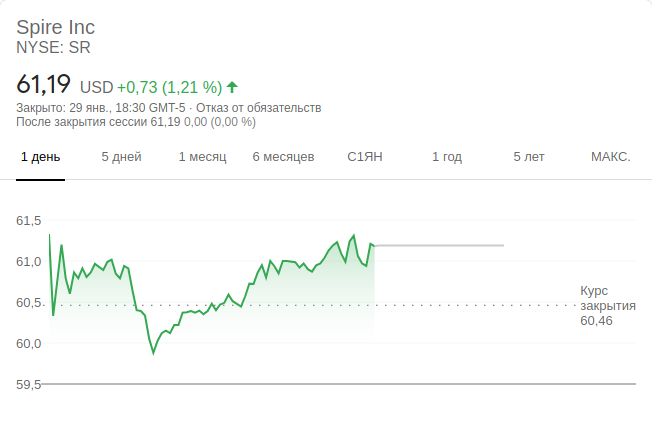 Spire Inc
NYSE: SR
61,19 USD +0,73 (1,21 %)
Закрыто: 29 янв., 18:30 GMT-5 · Отказ от обязательств
После закрытия сессии 61,19 0,00 (0,00 %)
1 день 5 дней 1 месяц 6 месяцев С1ЯН 1 год 5 лет МАКС.
61,5
61,0
60,5
60,0
59,5
Курс
закрытия
60,46